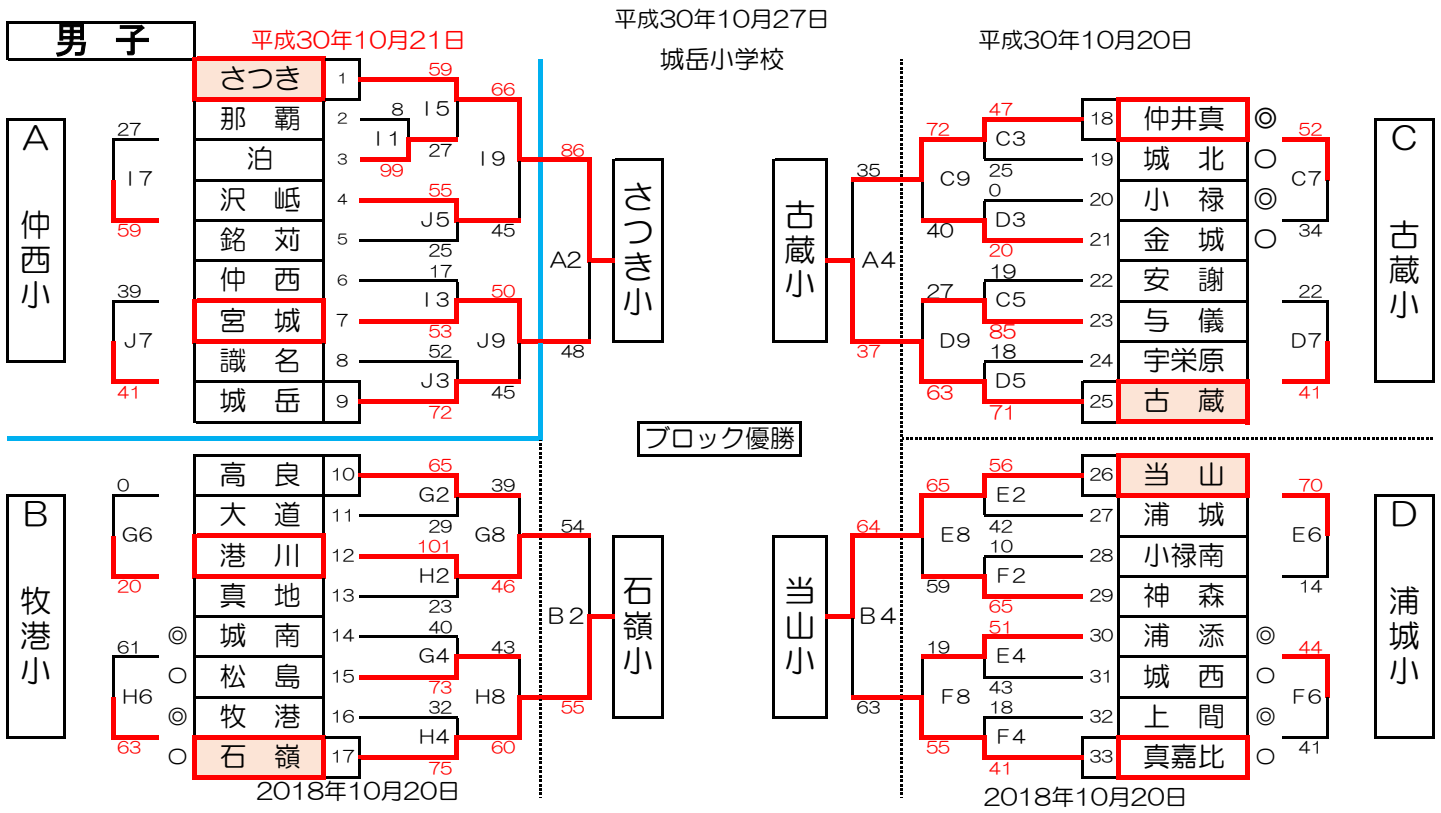 男 子
平成30年10月21日
平成30年10月27日
城岳小学校
平成30年10月20日
A
仲西小
27
I7
59
39
J7
41
さつき 1
那 覇 2
泊 3
沢 岻 4
銘 苅 5
仲 西 6
宮 城 7
識 名 8
城 岳 9
8
I1
99
59
I5
27
55
J5
25
17
I3
53
52
J3
72
66
I9
45
50
J9
45
86
A2
48
さつき小
古蔵小
35
A4
37
72
C9
40
27
D9
63
47
C3
25
0
D3
20
19
C5
85
18
D5
71
18 仲井真 ◎
19 城 北 ○
20 小 禄 ◎
21 金 城 ○
22 安 謝
23 与 儀
24 宇栄原
25 古 蔵
52
C7
34
22
D7
41
C
古蔵小
ブロック優勝
B
牧港小
0
G6
20
61
H6
63
高 良 10
大 道 11
港 川 12
真 地 13
◎ 城 南 14
○ 松 島 15
◎ 牧 港 16
○ 石 嶺 17
65
G2
29
101
H2
23
40
G4
73
32
H4
75
39
G8
46
43
H8
60
54
B2
55
石嶺小
当山小
64
B4
63
65
E8
59
19
F8
55
56
E2
42
10
F2
65
51
E4
43
18
F4
41
26 当 山
27 浦 城
28 小禄南
29 神 森
30 浦 添 ◎
31 城 西 ○
32 上 間 ◎
33 真嘉比 ○
70
E6
14
44
F6
41
D
浦城小
2018年10月20日
2018年10月20日